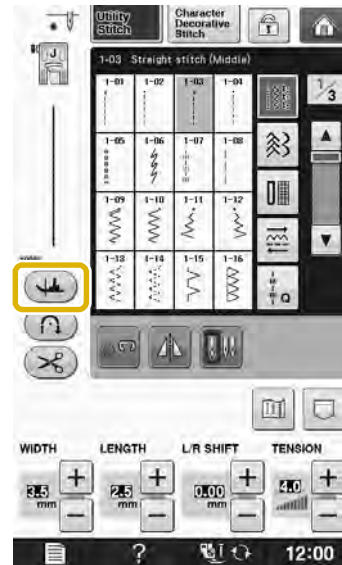 Utility Stitch
Character Decorative Stitch
J
1-03 Straight stitch (Middle)
1/3
1-01 1-02 1-03 1-04
1-05 1-06 1-07 1-08
1-09 1-10 1-11 1-12
1-13 1-14 1-15 1-16
Q
WIDTH LENGTH L/R SHIFT TENSION
3.5 mm 2.5 mm 0.00 mm 4.0
? 12:00